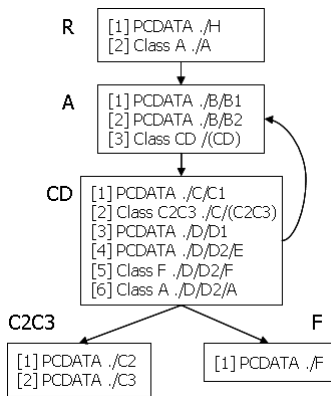 R
[1] PCDATA ./H
[2] Class A ./A
A
[1] PCDATA ./B/B1
[2] PCDATA ./B/B2
[3] Class CD /(CD)
CD
[1] PCDATA ./C/C1
[2] Class C2C3 ./C/(C2C3)
[3] PCDATA ./D/D1
[4] PCDATA ./D/D2/E
[5] Class F ./D/D2/F
[6] Class A ./D/D2/A
C2C3
[1] PCDATA ./C2
[2] PCDATA ./C3
F
[1] PCDATA ./F